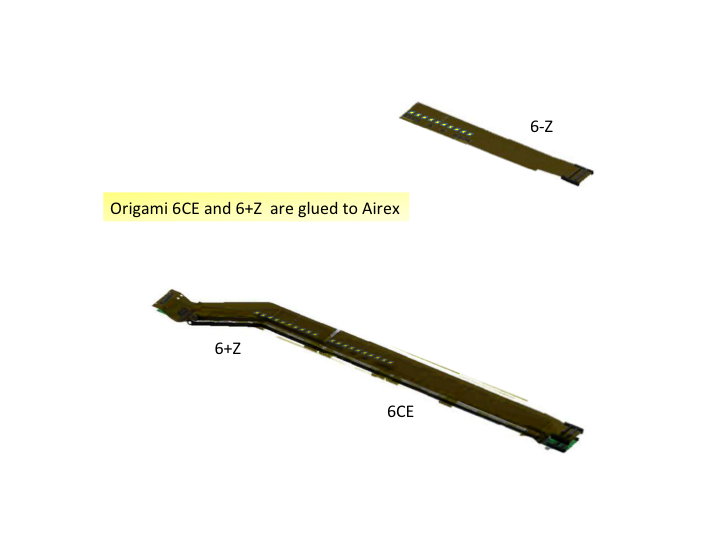 6-Z
Origami 6CE and 6+Z  are glued to Airex
6+Z
6CE